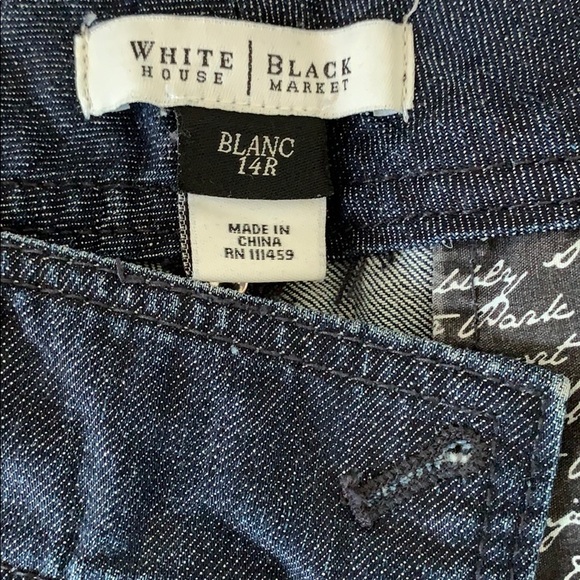 WHITE | BLACK
HOUSE | MARKET
BLANC
14R
MADE IN
CHINA
RN 111459
Park